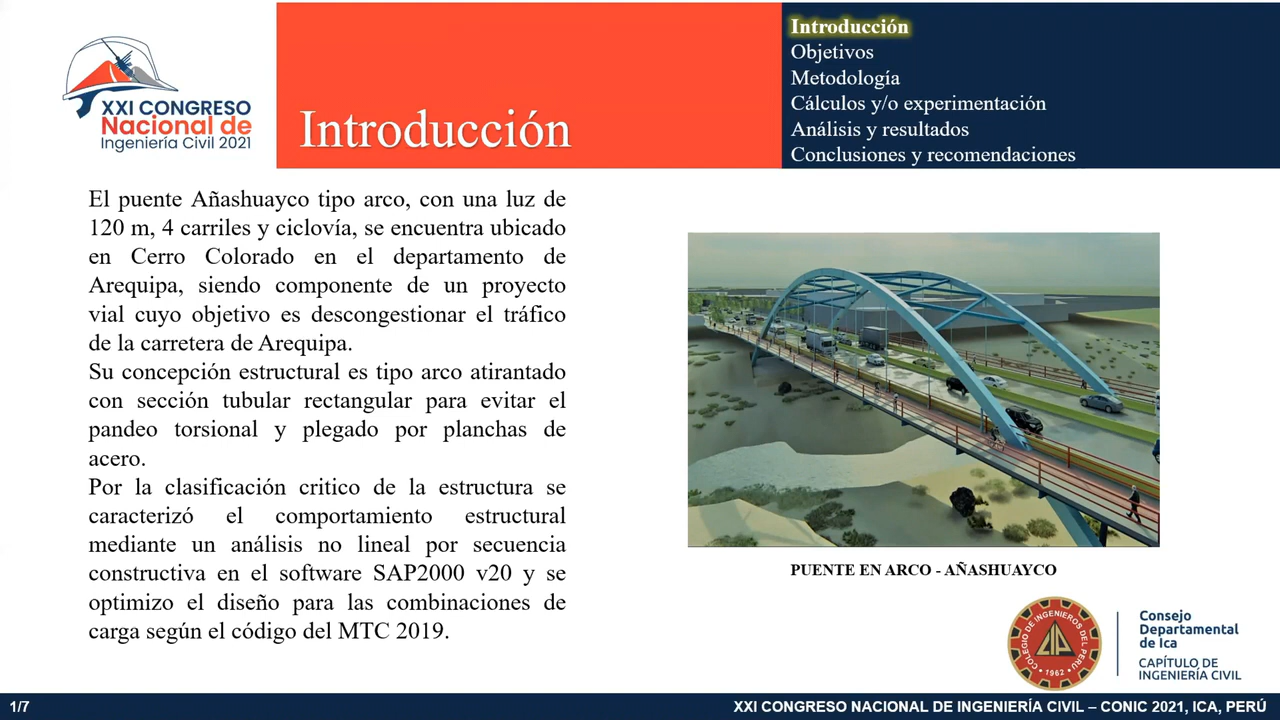 XXI CONGRESO
Nacional de
Ingeniería Civil 2021
Introducción
Introducción
Objetivos
Metodología
Cálculos y/o experimentación
Análisis y resultados
Conclusiones y recomendaciones
El puente Añashuayco tipo arco, con una luz de
120 m, 4 carriles y ciclovía, se encuentra ubicado
en Cerro Colorado en el departamento de
Arequipa, siendo componente de un proyecto
vial cuyo objetivo es descongestionar el tráfico
de la carretera de Arequipa.
Su concepción estructural es tipo arco atirantado
con sección tubular rectangular para evitar el
pandeo torsional y plegado por planchas de
acero.
Por la clasificación critico de la estructura se
caracterizó el comportamiento estructural
mediante un análisis no lineal por secuencia
constructiva en el software SAP2000 v20 y se
optimizo el diseño para las combinaciones de
carga según el código del MTC 2019.
PUENTE EN ARCO - AÑASHUAYCO
COLEGIO DE INGENIEROS DEL PERÚ
CIP
• 1962 •
Consejo
Departamental
de Ica
CAPÍTULO DE
INGENIERÍA CIVIL
1/7
XXI CONGRESO NACIONAL DE INGENIERÍA CIVIL – CONIC 2021, ICA, PERÚ